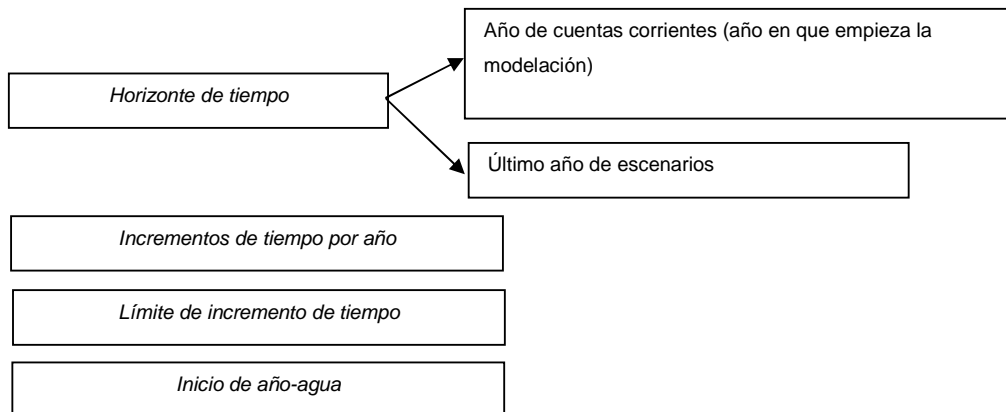 Año de cuentas corrientes (año en que empieza la
modelación)
Horizonte de tiempo
Último año de escenarios
Incrementos de tiempo por año
Límite de incremento de tiempo
Inicio de año-agua